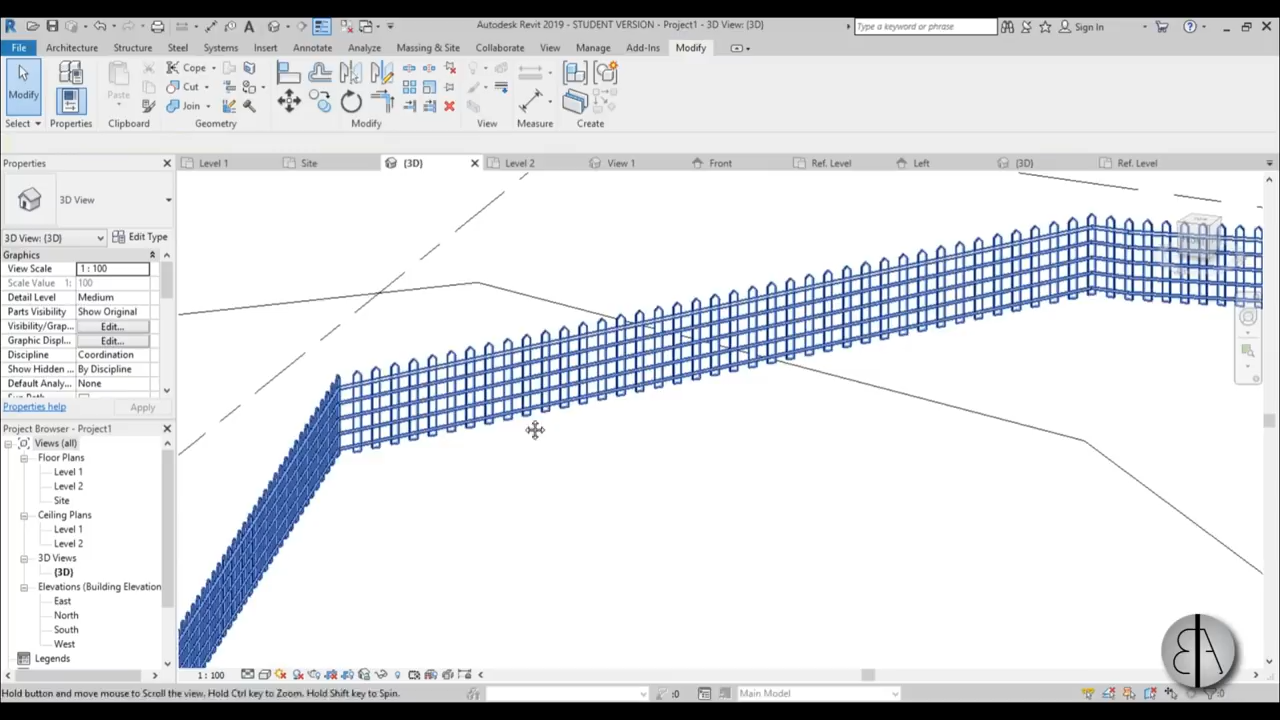 Autodesk Revit 2019 - STUDENT VERSION - Project1 - 3D View: {3D}
Type a keyword or phrase
Sign In
File Architecture Structure Steel Systems Insert Annotate Analyze Massing & Site Collaborate View Manage Add-Ins Modify
Modify
Paste
Cope
Cut
Join
Select Properties Clipboard Geometry Modify View Measure Create
Properties
Level 1 Site {3D} Level 2 View 1 Front Ref. Level Left {3D} Ref. Level
3D View
3D View: {3D} Edit Type
Graphics
View Scale 1 : 100
Scale Value 1: 100
Detail Level Medium
Parts Visibility Show Original
Visibility/Grap... Edit...
Graphic Displ... Edit...
Discipline Coordination
Show Hidden ... By Discipline
Default Analy... None
Properties help Apply
Project Browser - Project1
Views (all)
Floor Plans
Level 1
Level 2
Site
Ceiling Plans
Level 1
Level 2
3D Views
{3D}
Elevations (Building Elevation
East
North
South
West
Legends
1 : 100
Hold button and move mouse to Scroll the view. Hold Ctrl key to Zoom. Hold Shift key to Spin.
:0
Main Model
:0